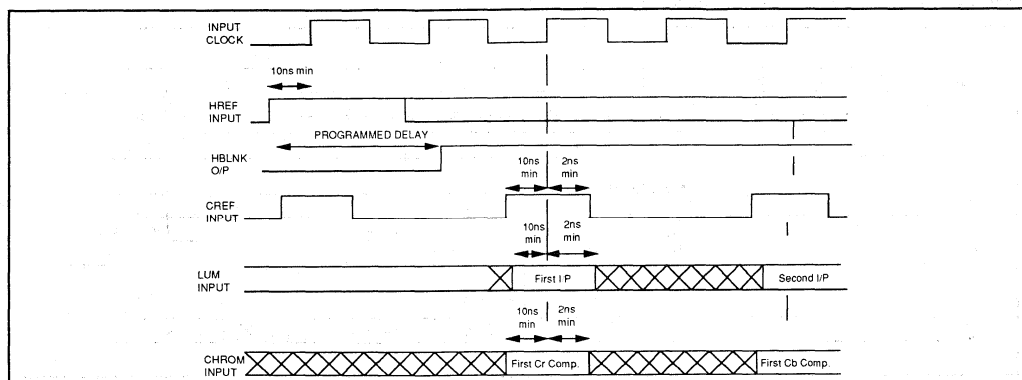 INPUT
CLOCK
10ns min
HREF
INPUT
PROGRAMMED DELAY
HBLNK
O/P
10ns
min
2ns
min
CREF
INPUT
10ns
min
2ns
min
LUM
INPUT
First I/P
Second I/P
10ns
min
2ns
min
CHROM
INPUT
First Cr Comp.
First Cb Comp.